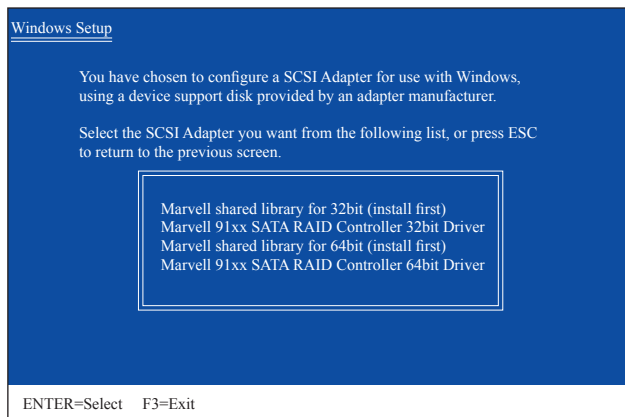 Windows Setup
You have chosen to configure a SCSI Adapter for use with Windows,
using a device support disk provided by an adapter manufacturer.
Select the SCSI Adapter you want from the following list, or press ESC
to return to the previous screen.
Marvell shared library for 32bit (install first)
Marvell 91xx SATA RAID Controller 32bit Driver
Marvell shared library for 64bit (install first)
Marvell 91xx SATA RAID Controller 64bit Driver
ENTER=Select F3=Exit